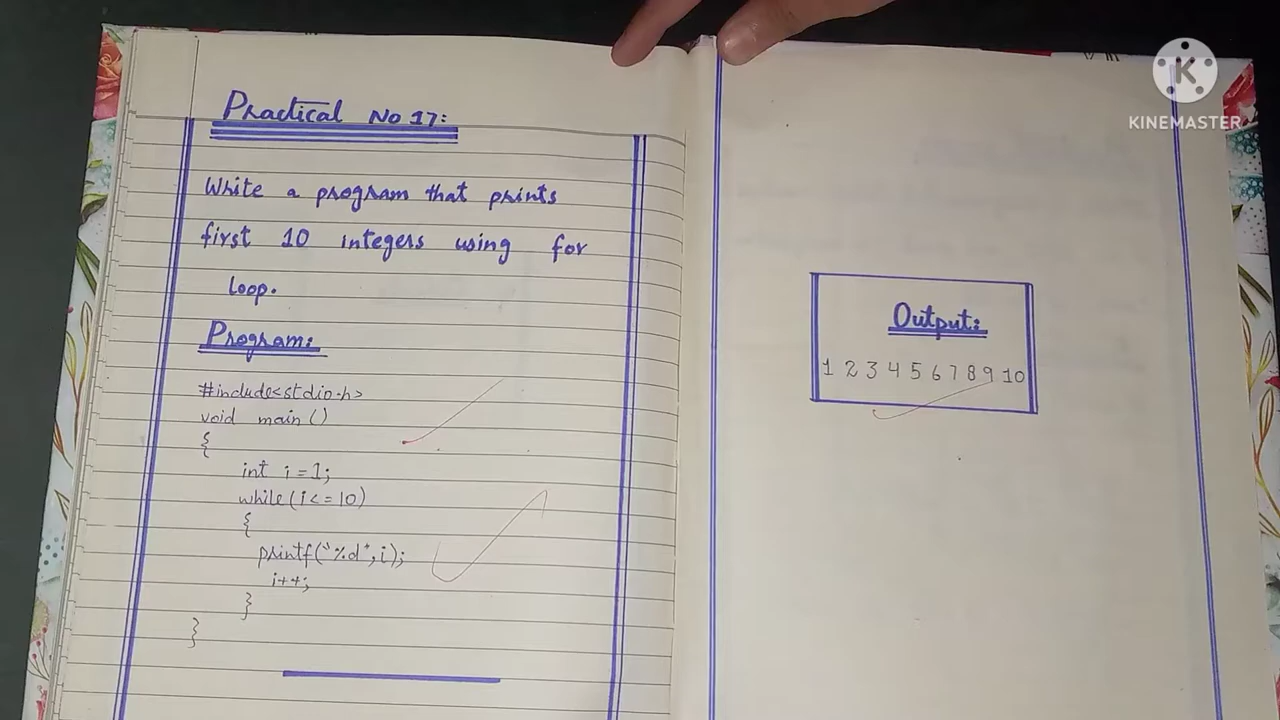 Practical No 17:
Write a program that prints
first 10 integers using for
loop.
Program:
#include<stdio.h>
void main()
{
int i=1;
while(i<=10)
{
printf("%d",i);
i++;
}
}
Output:
1 2 3 4 5 6 7 8 9 10
K
KINEMASTER